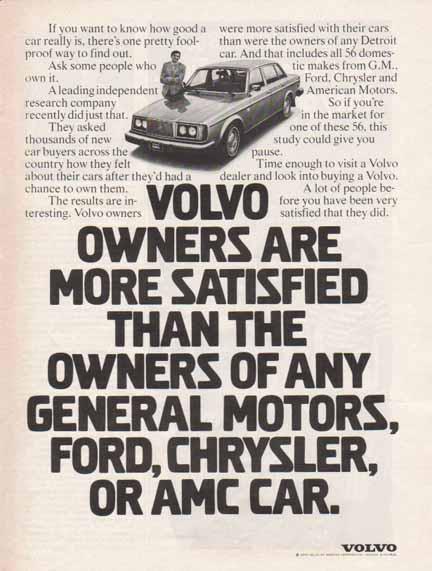 If you want to know how good a
car really is, there's one pretty fool-
proof way to find out.
Ask some people who
own it.
A leading independent
research company
recently did just that.
They asked
thousands of new
car buyers across the
country how they felt
about their cars after they'd had a
chance to own them.
The results are in-
teresting. Volvo owners
were more satisfied with their cars
than were the owners of any Detroit
car. And that includes all 56 domes-
tic makes from G.M.,
Ford, Chrysler and
American Motors.
So if you're
in the market for
one of these 56, this
study could give you
pause.
Time enough to visit a Volvo
dealer and look into buying a Volvo.
A lot of people be-
fore you have been very
satisfied that they did.
VOLVO
OWNERS ARE
MORE SATISFIED
THAN THE
OWNERS OF ANY
GENERAL MOTORS,
FORD, CHRYSLER,
OR AMC CAR.
VOLVO